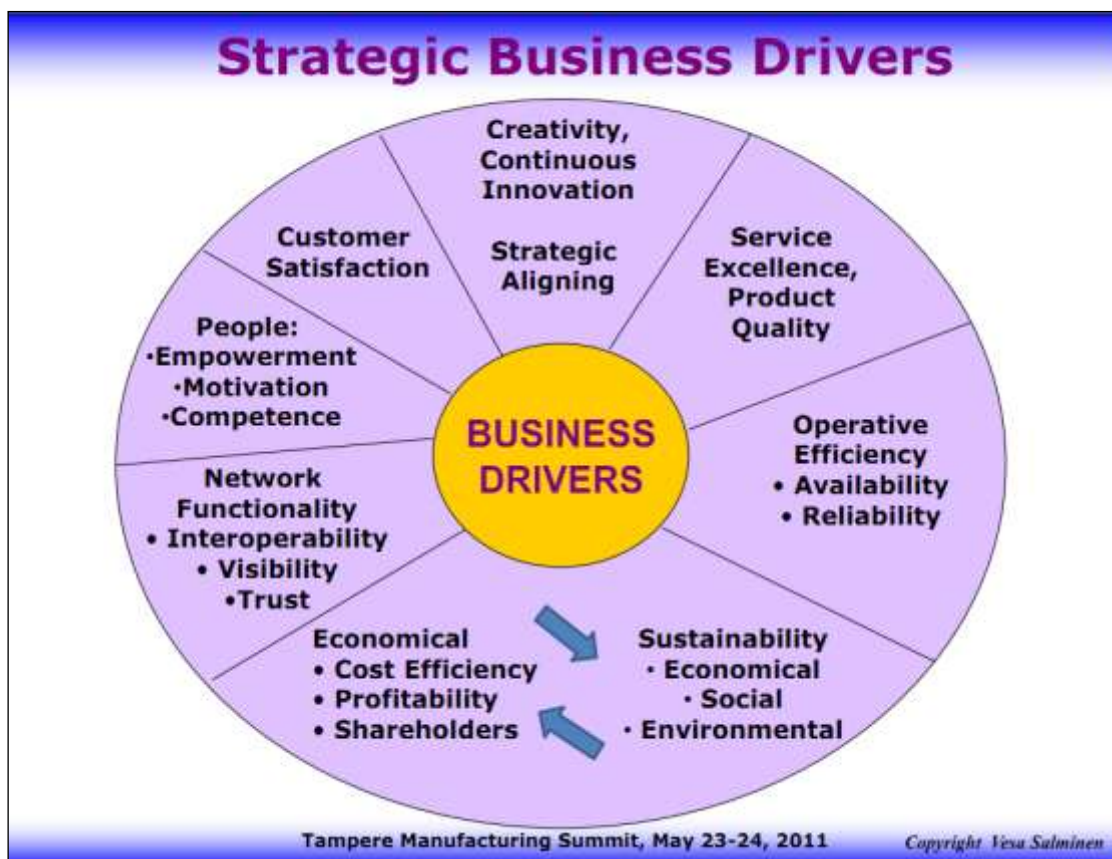 Strategic Business Drivers
Creativity,
Continuous
Innovation
Strategic
Aligning
Service
Excellence,
Product
Quality
Operative
Efficiency
• Availability
• Reliability
Sustainability
· Economical
· Social
· Environmental
Economical
• Cost Efficiency
• Profitability
• Shareholders
Network
Functionality
• Interoperability
• Visibility
•Trust
People:
·Empowerment
·Motivation
·Competence
Customer
Satisfaction
BUSINESS
DRIVERS
Tampere Manufacturing Summit, May 23-24, 2011
Copyright Vesa Salminen